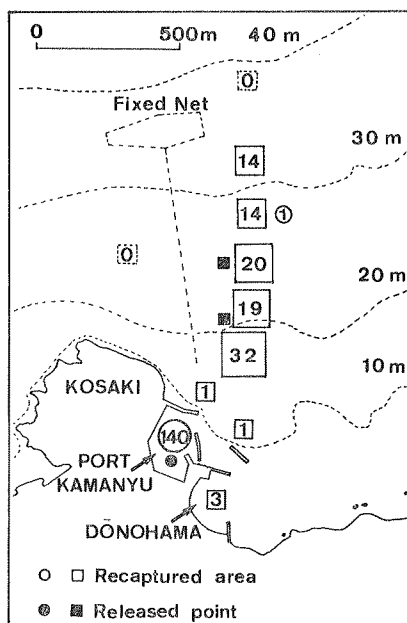 0 500m 40 m
0
Fixed Net
14
30 m
14 1
0
20
20 m
19
32
10 m
KOSAKI
1
1
140
PORT
KAMANYU
3
DŌNOHAMA
Recaptured area
Released point